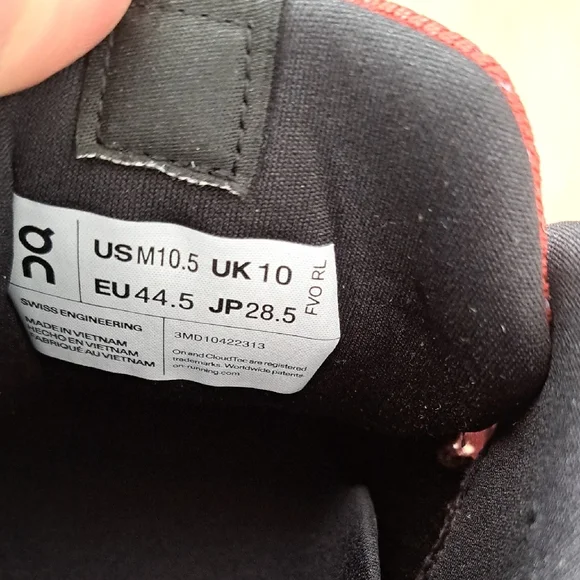 US M10.5 UK 10
EU 44.5 JP 28.5
FVO RL
SWISS ENGINEERING
MADE IN VIETNAM
HECHO EN VIETNAM
FABRIQUÉ AU VIETNAM
3MD10422313
On and CloudTec are registered
trademarks. Worldwide patents
on-running.com